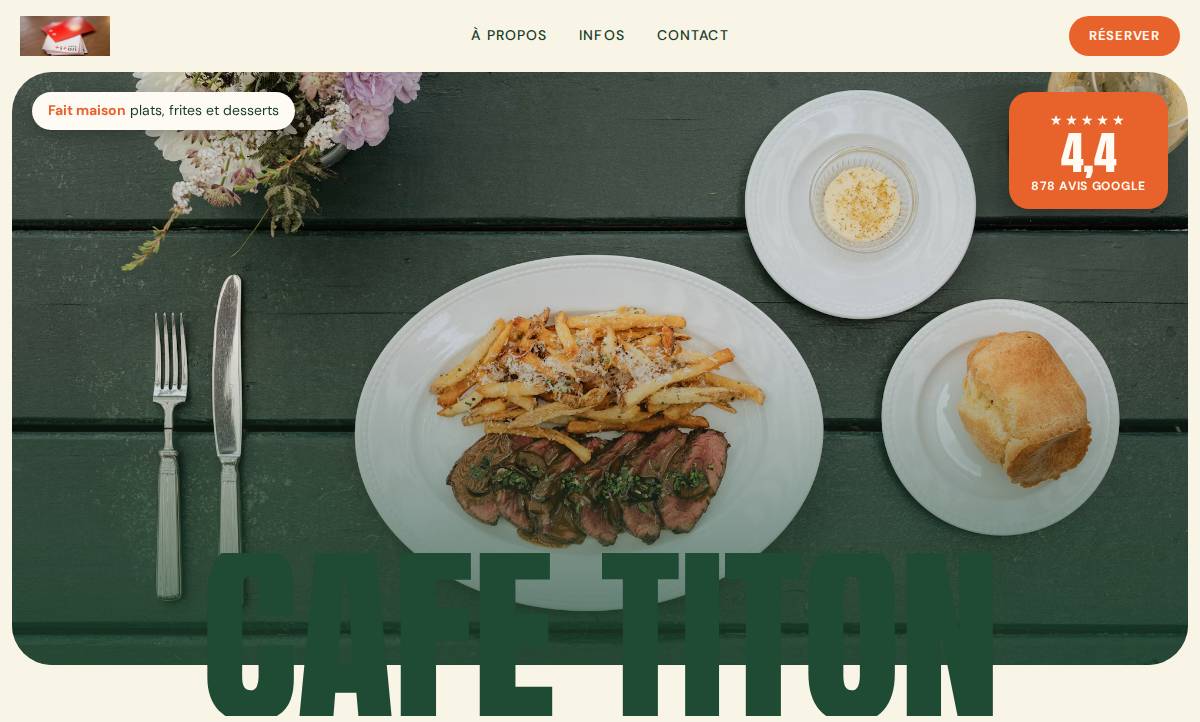 À PROPOS INFOS CONTACT
RÉSERVER
Fait maison plats, frites et desserts
★★★★★
4,4
878 AVIS GOOGLE
CAFE TITON